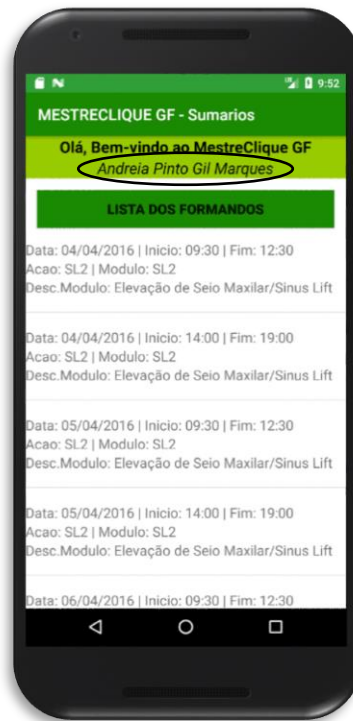 9:52
MESTRECLIQUE GF - Sumarios
Olá, Bem-vindo ao MestreClique GF
Andreia Pinto Gil Marques
LISTA DOS FORMANDOS
Data: 04/04/2016 | Inicio: 09:30 | Fim: 12:30
Acao: SL2 | Modulo: SL2
Desc.Modulo: Elevação de Seio Maxilar/Sinus Lift
Data: 04/04/2016 | Inicio: 14:00 | Fim: 19:00
Acao: SL2 | Modulo: SL2
Desc.Modulo: Elevação de Seio Maxilar/Sinus Lift
Data: 05/04/2016 | Inicio: 09:30 | Fim: 12:30
Acao: SL2 | Modulo: SL2
Desc.Modulo: Elevação de Seio Maxilar/Sinus Lift
Data: 05/04/2016 | Inicio: 14:00 | Fim: 19:00
Acao: SL2 | Modulo: SL2
Desc.Modulo: Elevação de Seio Maxilar/Sinus Lift
Data: 06/04/2016 | Inicio: 09:30 | Fim: 12:30